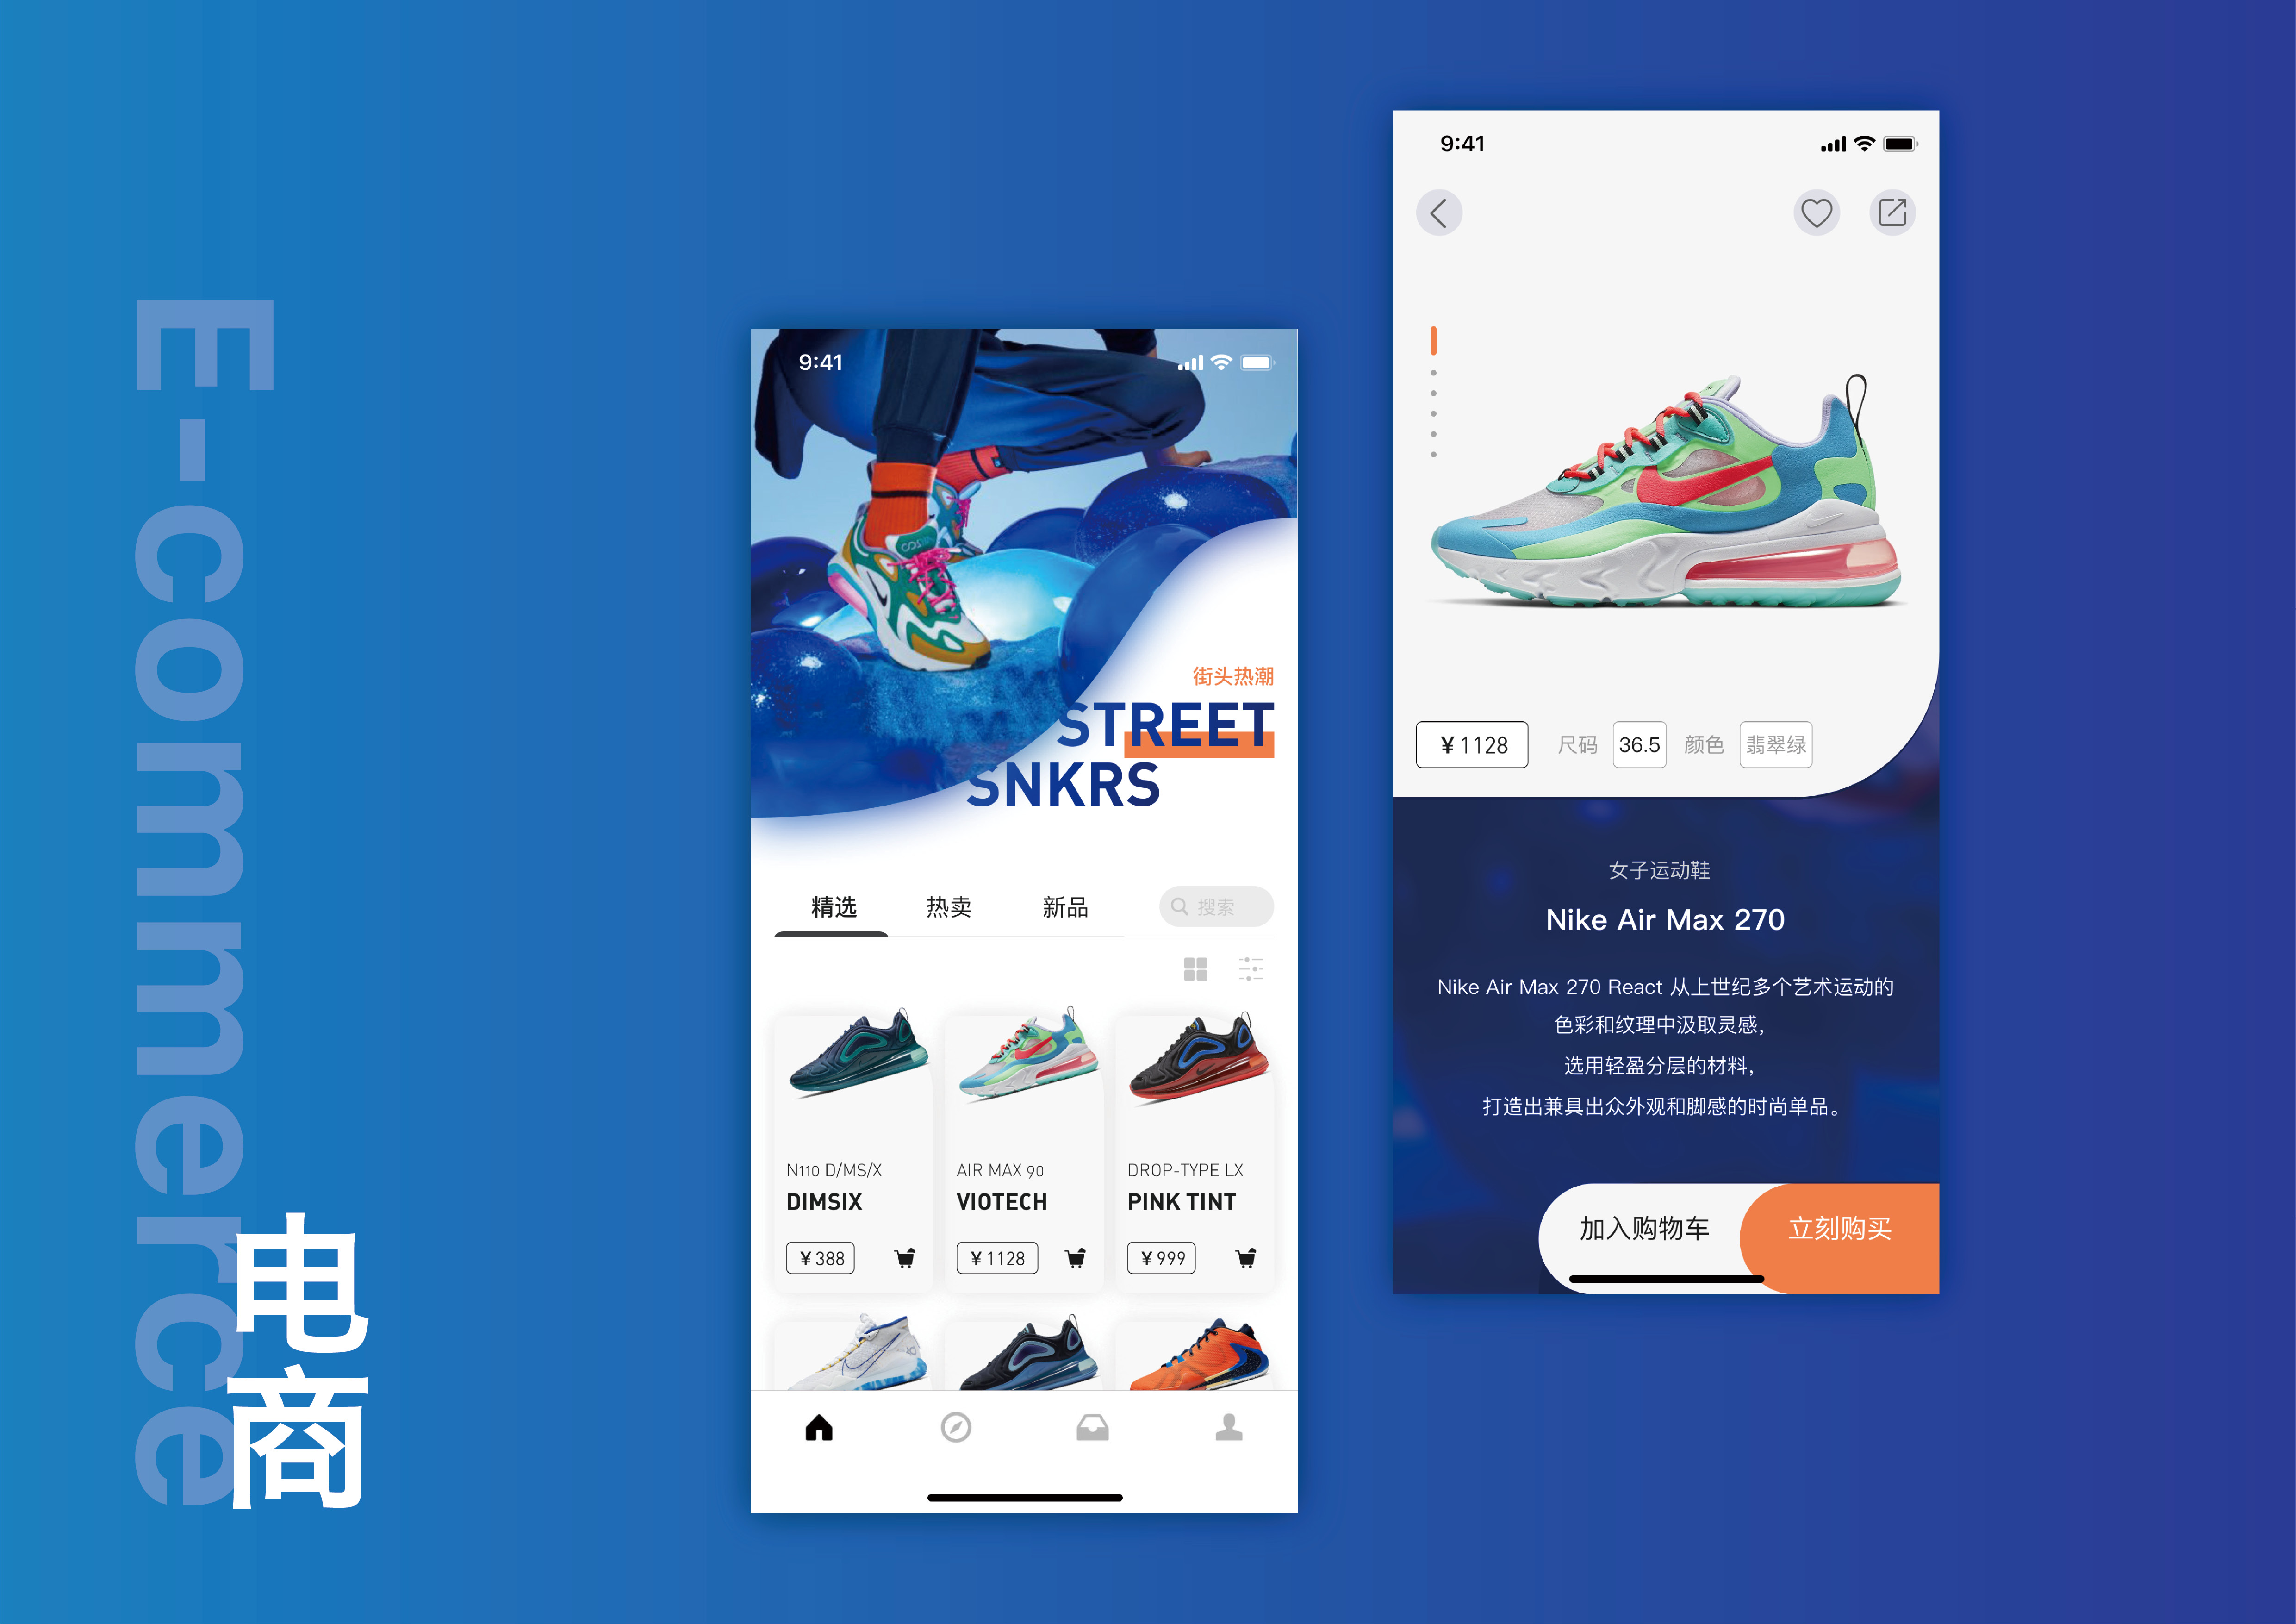 E-commerce
电商
9:41
街头热潮
STREET
SNKRS
精选 热卖 新品 搜索
N110 D/MS/X
DIMSIX
¥388
AIR MAX 90
VIOTECH
¥1128
DROP-TYPE LX
PINK TINT
¥999
9:41
¥1128 尺码 36.5 颜色 翡翠绿
女子运动鞋
Nike Air Max 270
Nike Air Max 270 React 从上世纪多个艺术运动的
色彩和纹理中汲取灵感，
选用轻盈分层的材料，
打造出兼具出众外观和脚感的时尚单品。
加入购物车 立刻购买